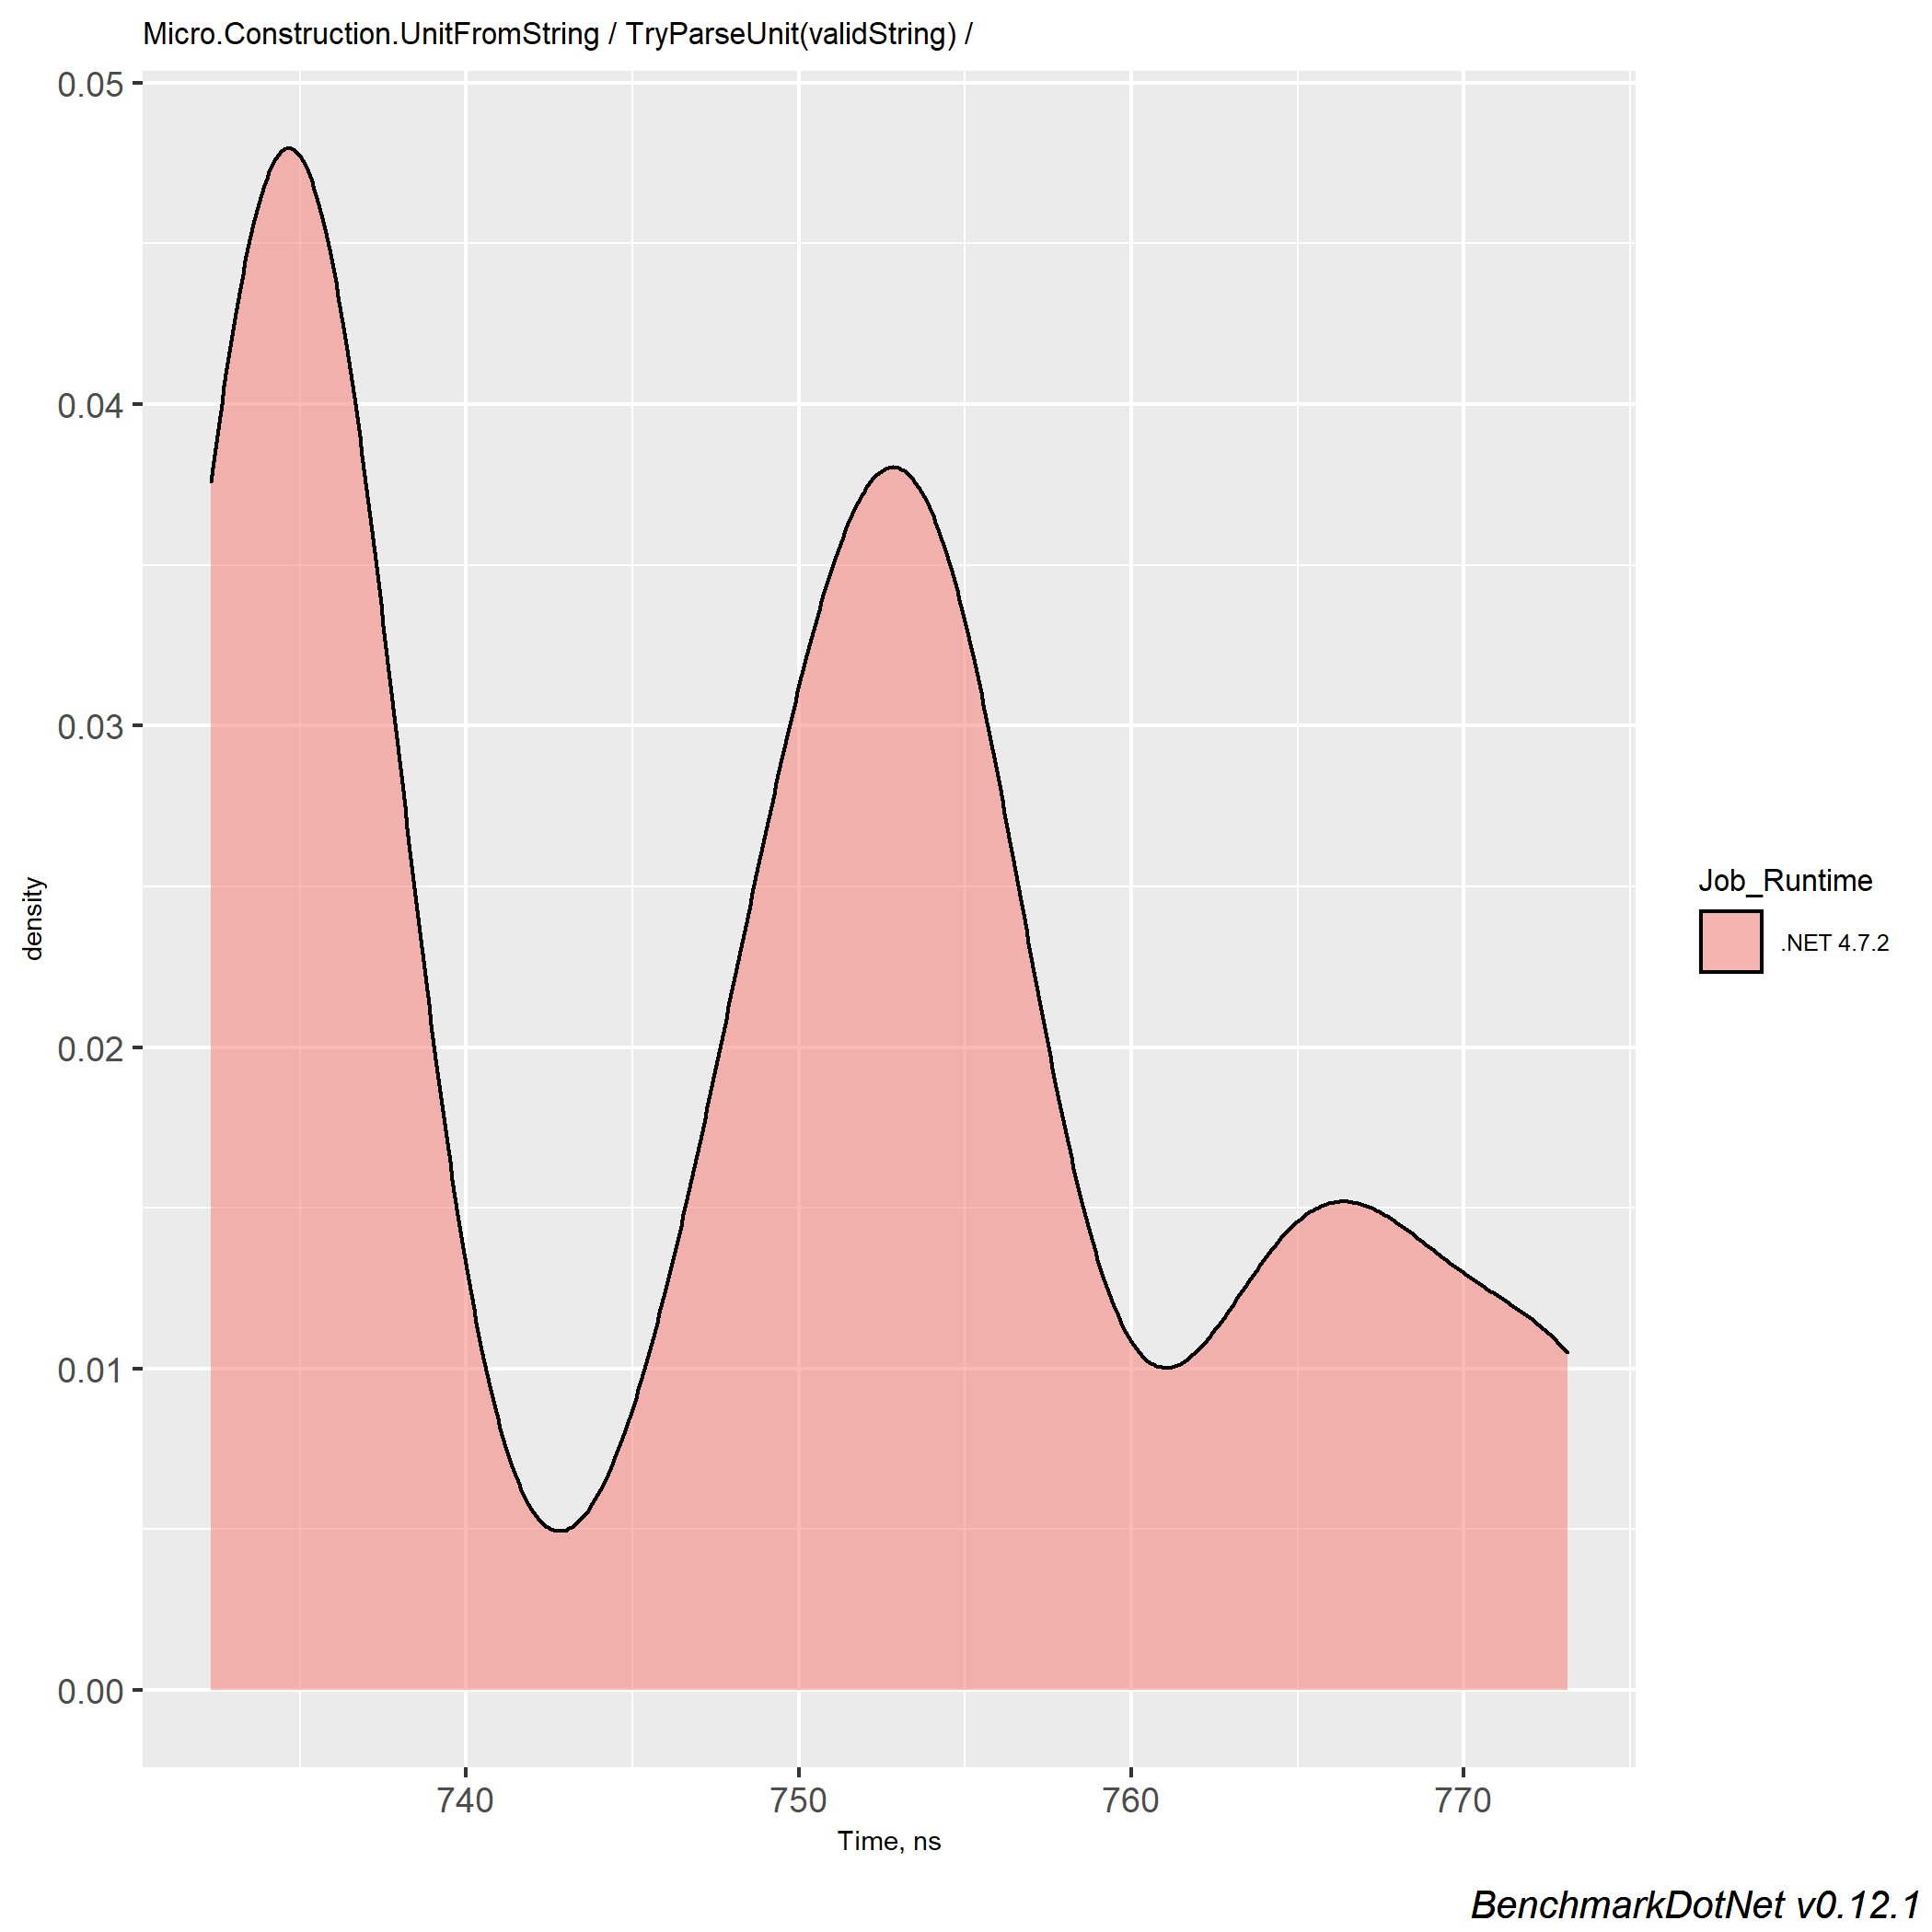 Micro.Construction.UnitFromString / TryParseUnit(validString) /
0.05
0.04
0.03
0.02
0.01
0.00
density
740 750 760 770
Time, ns
Job_Runtime
.NET 4.7.2
BenchmarkDotNet v0.12.1